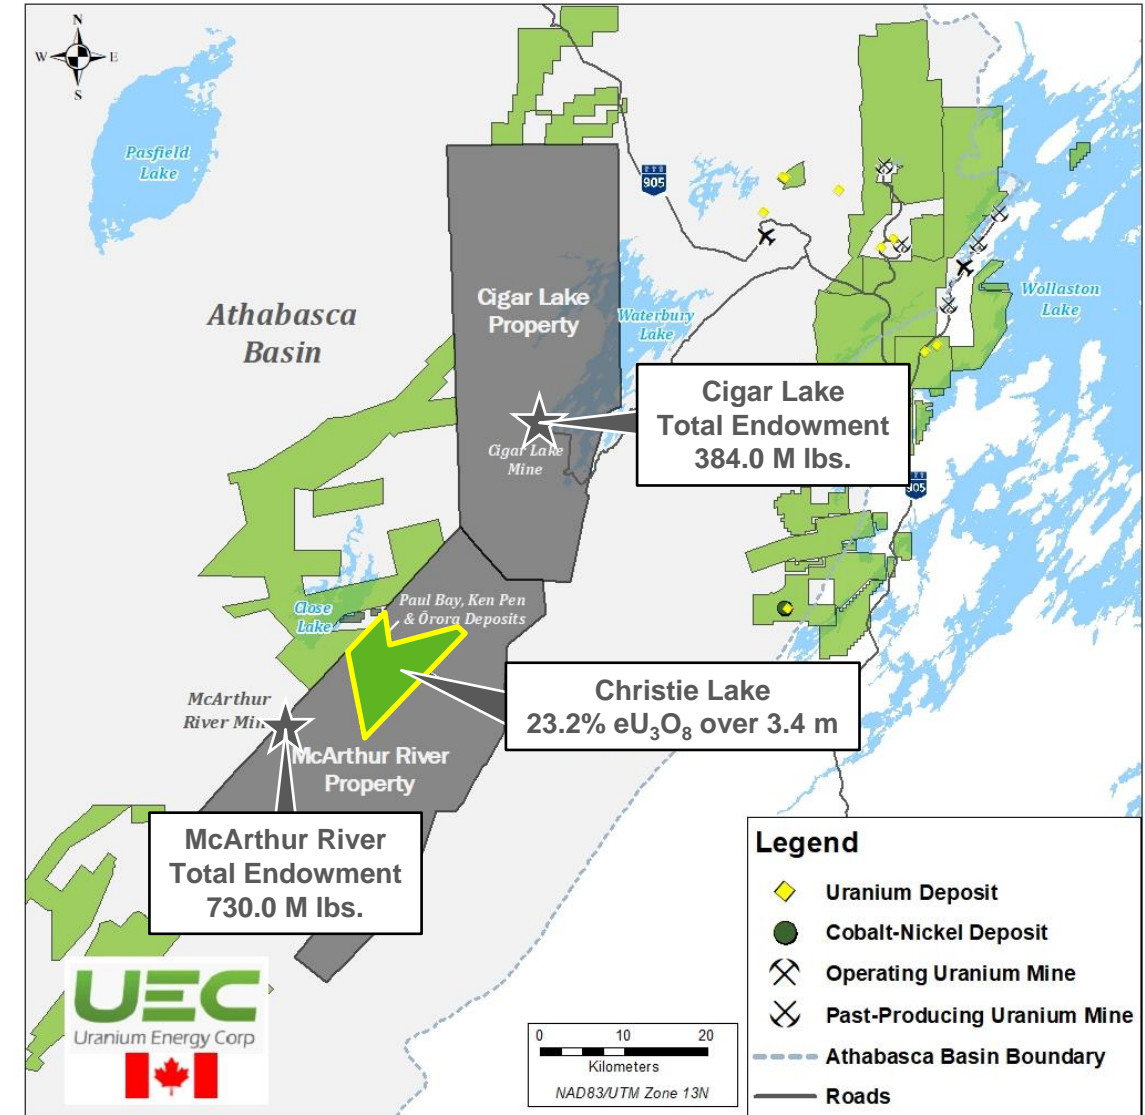 N
W
E
S
Pasfield
Lake
905
Cigar Lake
Property
Athabasca
Basin
Waterbury
Lake
Wollaston
Lake
Cigar Lake
Total Endowment
384.0 M lbs.
Cigar Lake
Mine
905
Paul Bay, Ken Pen
& Ōrora Deposits
Close
Lake
Christie Lake
23.2% eU₃O₈ over 3.4 m
McArthur
River Min
McArthur River
Property
McArthur River
Total Endowment
730.0 M lbs.
Legend
Uranium Deposit
Cobalt-Nickel Deposit
Operating Uranium Mine
Past-Producing Uranium Mine
Athabasca Basin Boundary
Roads
UEC
Uranium Energy Corp
0 10 20
Kilometers
NAD83/UTM Zone 13N